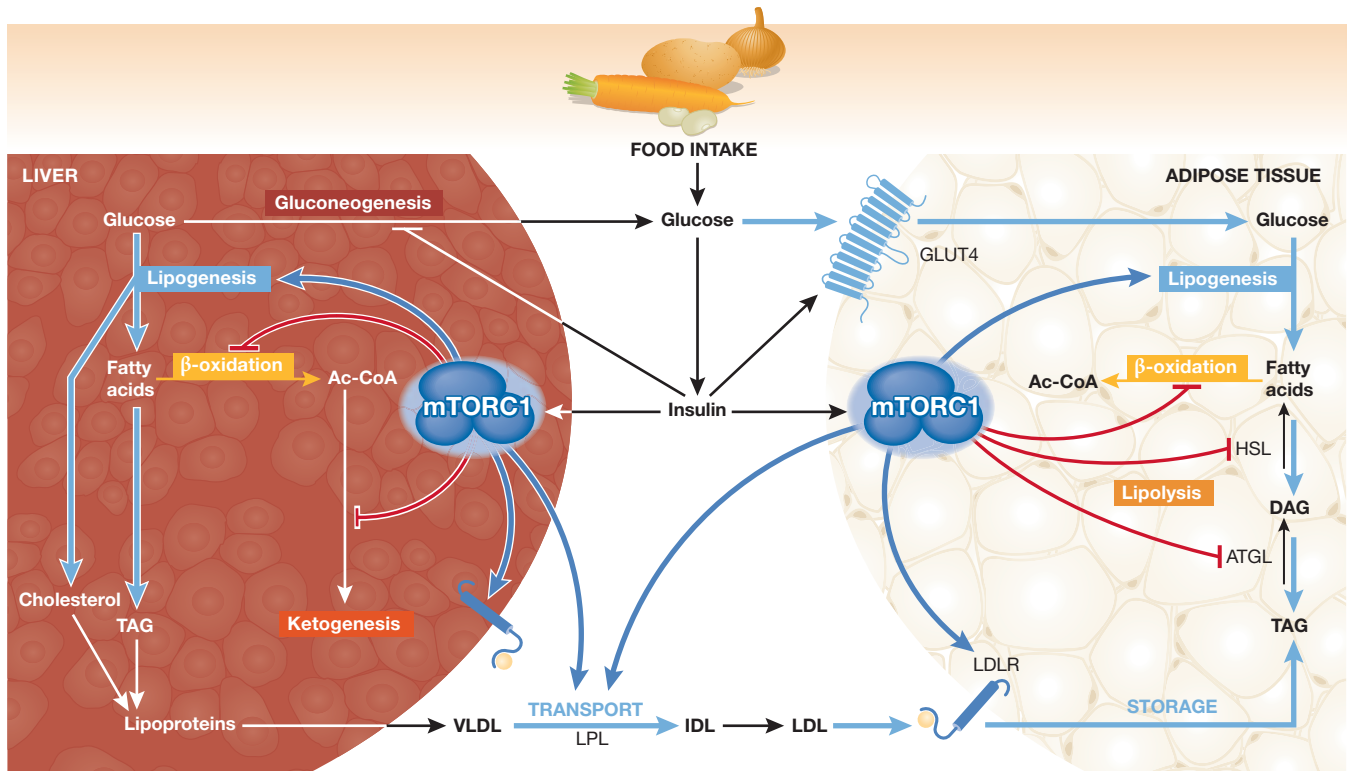 FOOD INTAKE
LIVER
ADIPOSE TISSUE
Gluconeogenesis
Glucose
Glucose
Glucose
GLUT4
Lipogenesis
Lipogenesis
Fatty
acids
β-oxidation
Ac-CoA
mTORC1
Insulin
mTORC1
Ac-CoA
β-oxidation
Fatty
acids
HSL
Lipolysis
DAG
ATGL
Cholesterol
TAG
Ketogenesis
TAG
LDLR
Lipoproteins
VLDL
TRANSPORT
LPL
IDL
LDL
STORAGE